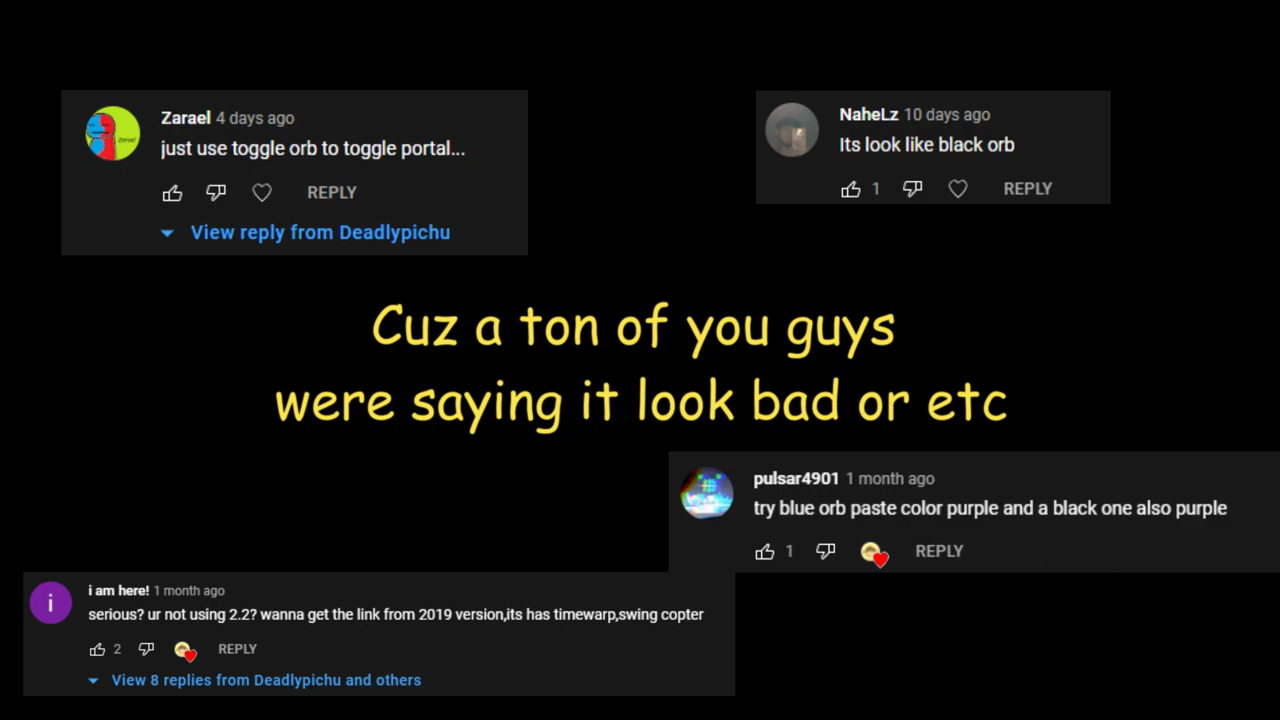 Zarael 4 days ago
just use toggle orb to toggle portal...
REPLY
View reply from Deadlypichu
NaheLz 10 days ago
Its look like black orb
1 REPLY
Cuz a ton of you guys
were saying it look bad or etc
pulsar4901 1 month ago
try blue orb paste color purple and a black one also purple
1 REPLY
i
i am here! 1 month ago
serious? ur not using 2.2? wanna get the link from 2019 version,its has timewarp,swing copter
2 REPLY
View 8 replies from Deadlypichu and others